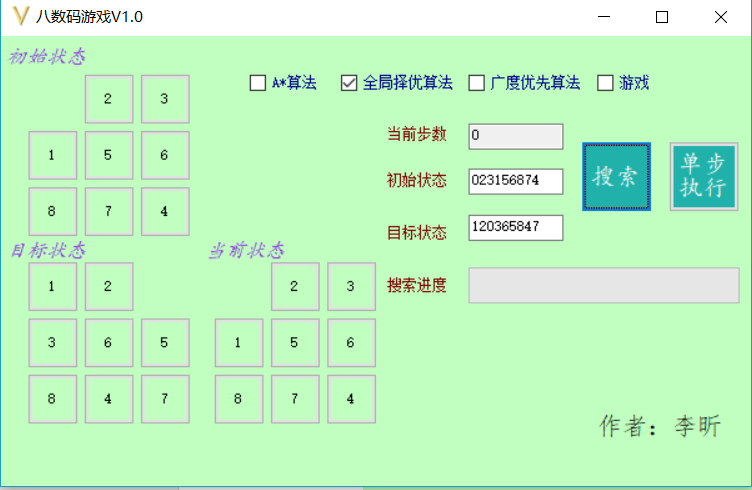 八数码游戏V1.0
初始状态
2 3
1 5 6
8 7 4
A*算法 全局择优算法 广度优先算法 游戏
当前步数 0
初始状态 023156874
目标状态 120365847
搜索进度
搜索
单步
执行
目标状态
1 2
3 6 5
8 4 7
当前状态
2 3
1 5 6
8 7 4
作者：李昕